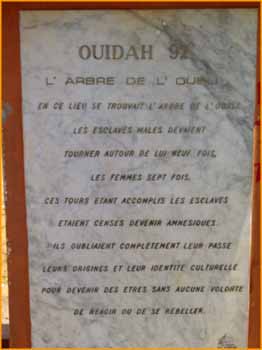 OUIDAH 92
L'ARBRE DE L'OUBLI
EN CE LIEU SE TROUVAIT L'ARBRE DE L'OUBLI.
LES ESCLAVES MALES DEVAIENT
TOURNER AUTOUR DE LUI NEUF FOIS,
LES FEMMES SEPT FOIS.
CES TOURS ETANT ACCOMPLIS LES ESCLAVES
ETAIENT CENSES DEVENIR AMNESIQUES.
ILS OUBLIAIENT COMPLETEMENT LEUR PASSE
LEURS ORIGINES ET LEUR IDENTITE CULTURELLE
POUR DEVENIR DES ETRES SANS AUCUNE VOLONTE
DE REAGIR OU DE SE REBELLER.